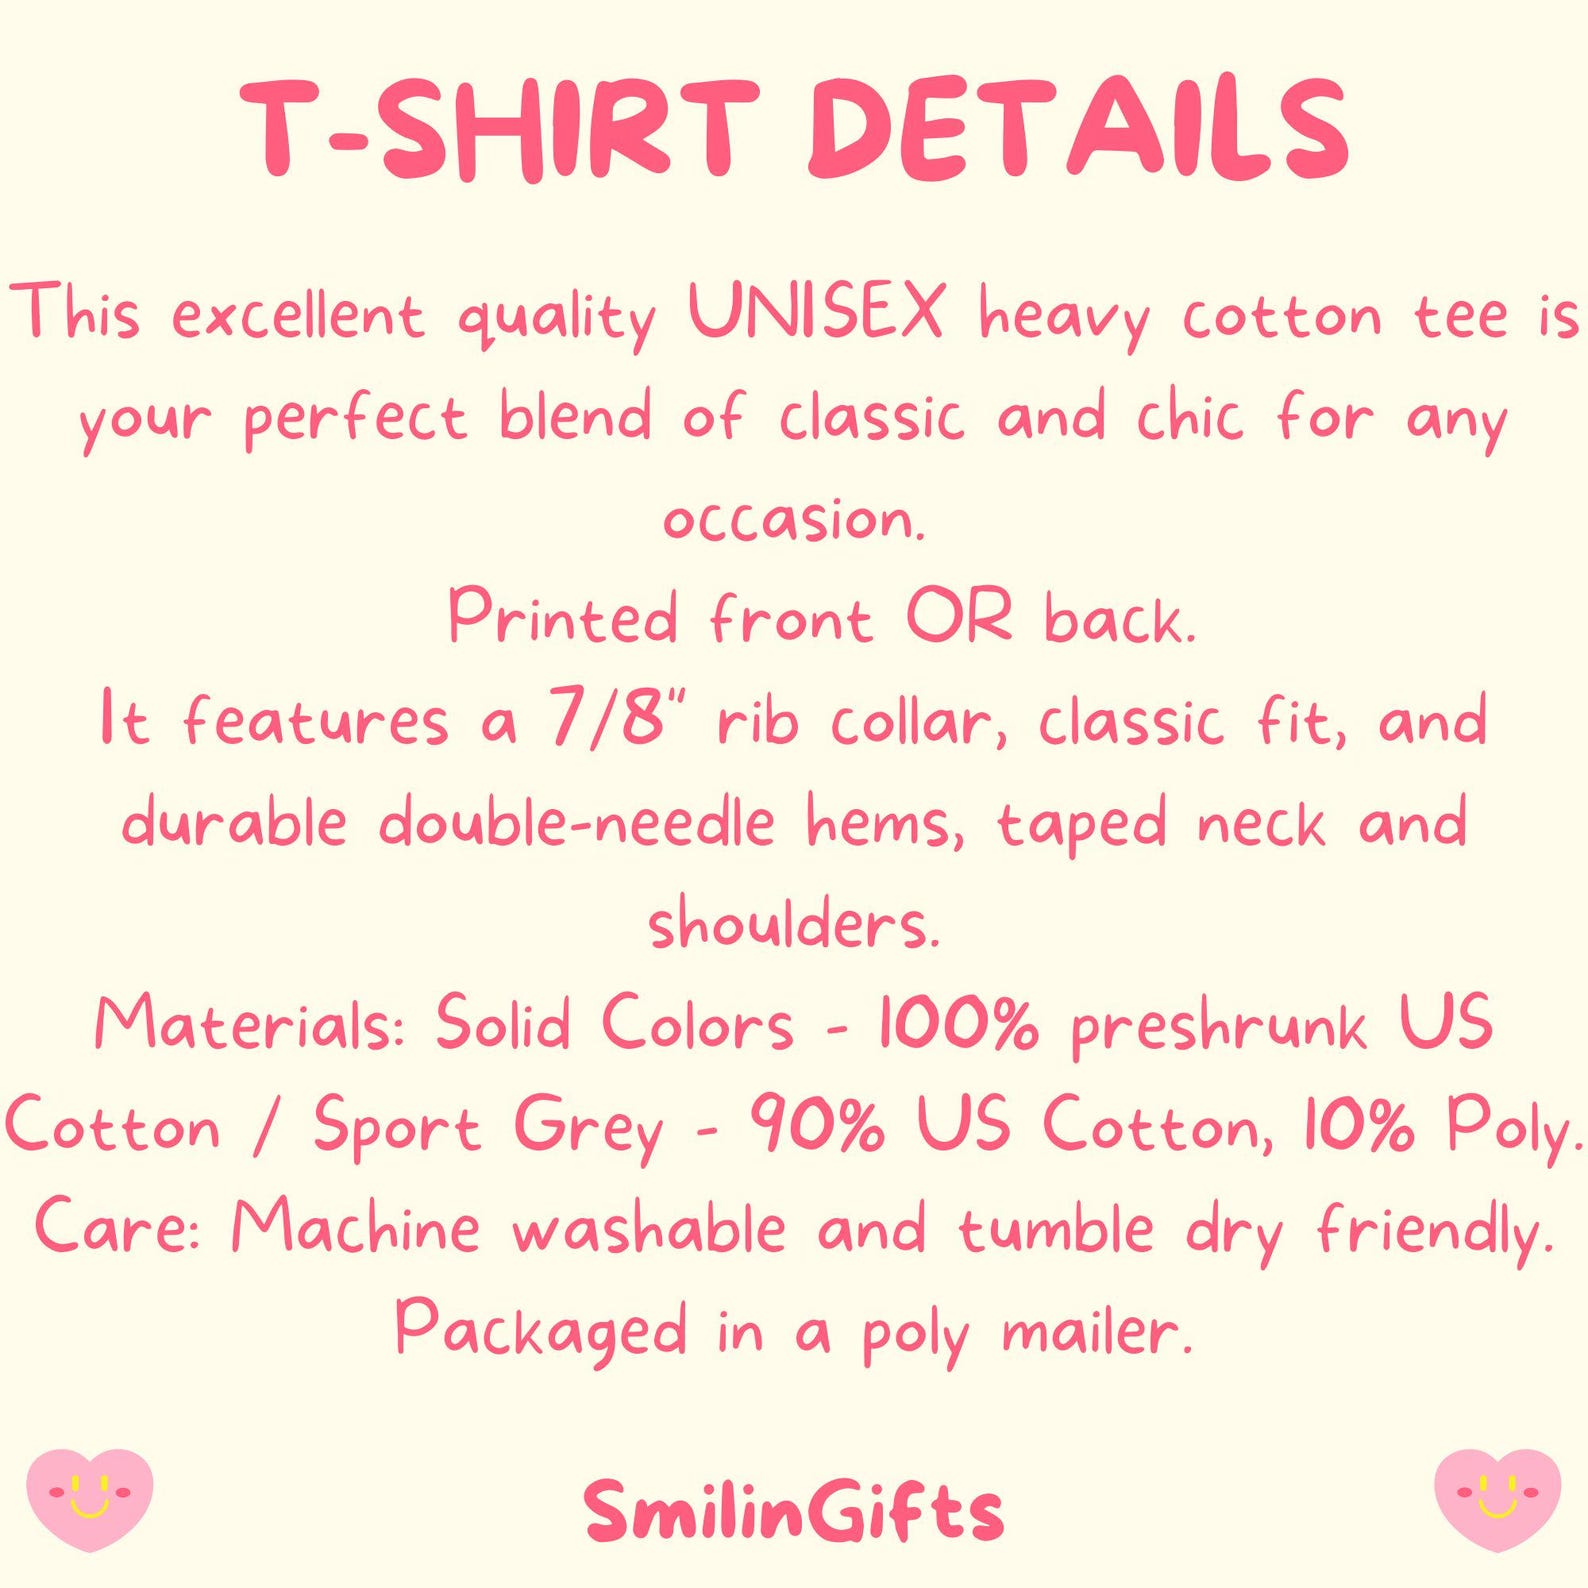 T-SHIRT DETAILS
This excellent quality UNISEX heavy cotton tee is
your perfect blend of classic and chic for any
occasion.
Printed front OR back.
It features a 7/8" rib collar, classic fit, and
durable double-needle hems, taped neck and
shoulders.
Materials: Solid Colors - 100% preshrunk US
Cotton / Sport Grey - 90% US Cotton, 10% Poly.
Care: Machine washable and tumble dry friendly.
Packaged in a poly mailer.
SmilinGifts